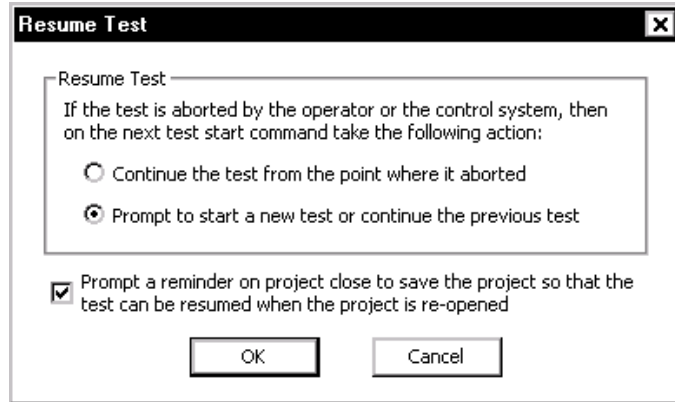 Resume Test
Resume Test
If the test is aborted by the operator or the control system, then
on the next test start command take the following action:
Continue the test from the point where it aborted
Prompt to start a new test or continue the previous test
Prompt a reminder on project close to save the project so that the
test can be resumed when the project is re-opened
OK Cancel